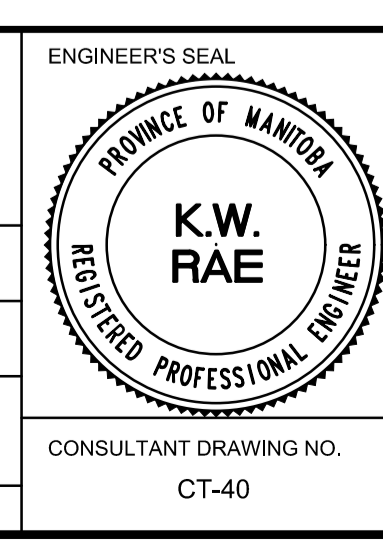 ENGINEER'S SEAL
PROVINCE OF MANITOBA
K.W.
RAE
REGISTERED PROFESSIONAL ENGINEER
CONSULTANT DRAWING NO.
CT-40